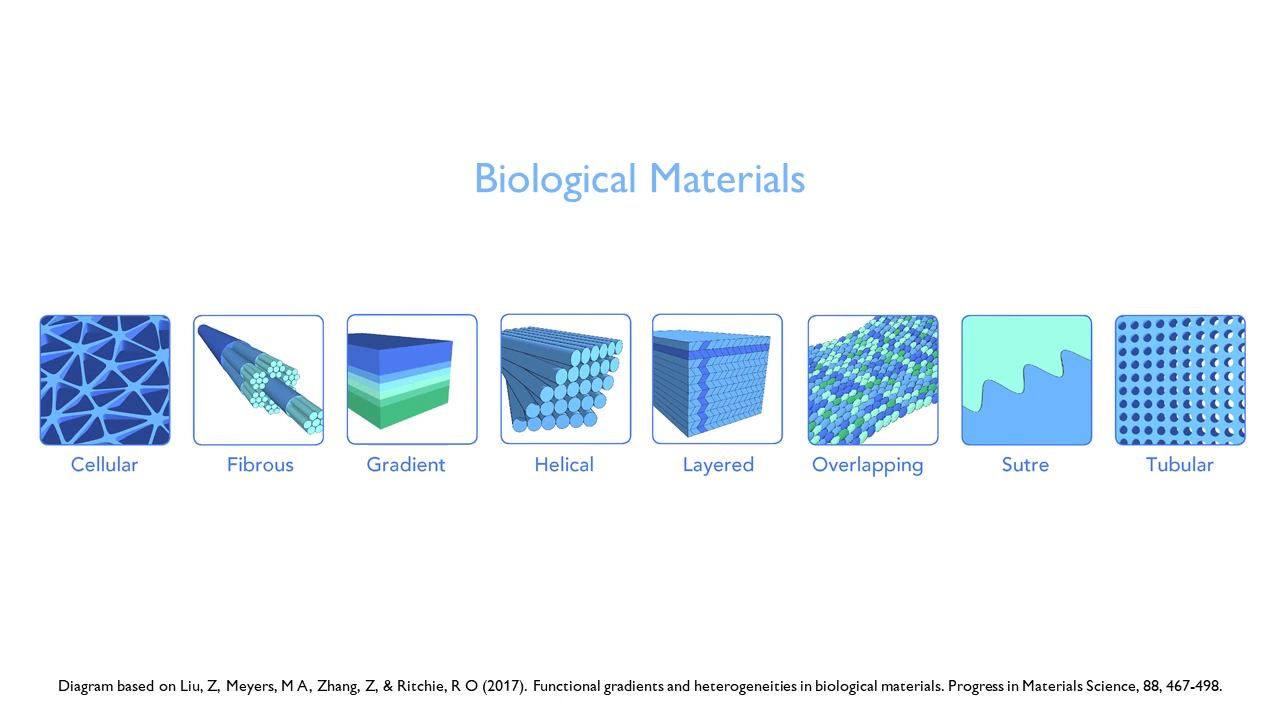 Biological Materials
Cellular
Fibrous
Gradient
Helical
Layered
Overlapping
Sutre
Tubular
Diagram based on Liu, Z, Meyers, M A, Zhang, Z, & Ritchie, R O (2017). Functional gradients and heterogeneities in biological materials. Progress in Materials Science, 88, 467-498.